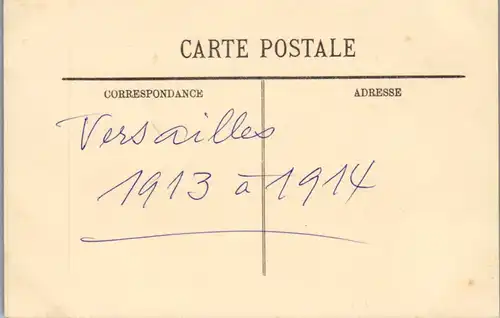 CARTE POSTALE
CORRESPONDANCE ADRESSE
Versailles
1913 à 1914